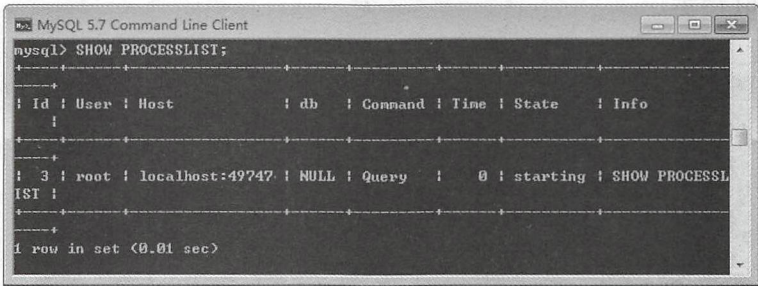 MySQL 5.7 Command Line Client
mysql> SHOW PROCESSLIST;
+----+------+-----------------+------+---------+------+----------+-------------
-----+
| Id | User | Host            | db   | Command | Time | State    | Info
     |
+----+------+-----------------+------+---------+------+----------+-------------
-----+
|  3 | root | localhost:49747 | NULL | Query   |    0 | starting | SHOW PROCESSL
IST |
+----+------+-----------------+------+---------+------+----------+-------------
-----+
1 row in set (0.01 sec)